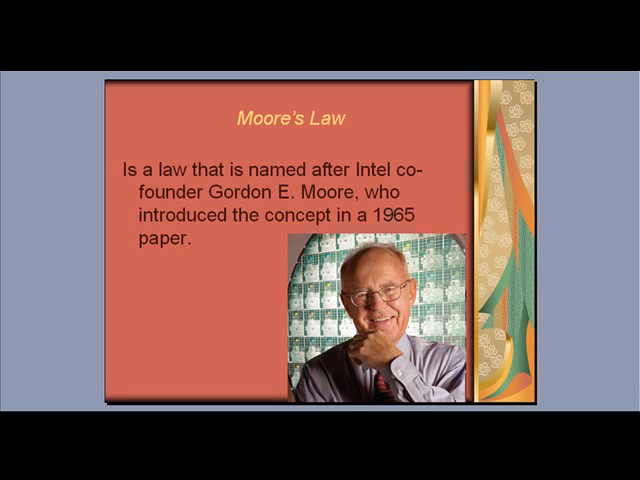 Moore's Law
Is a law that is named after Intel co-
founder Gordon E. Moore, who
introduced the concept in a 1965
paper.